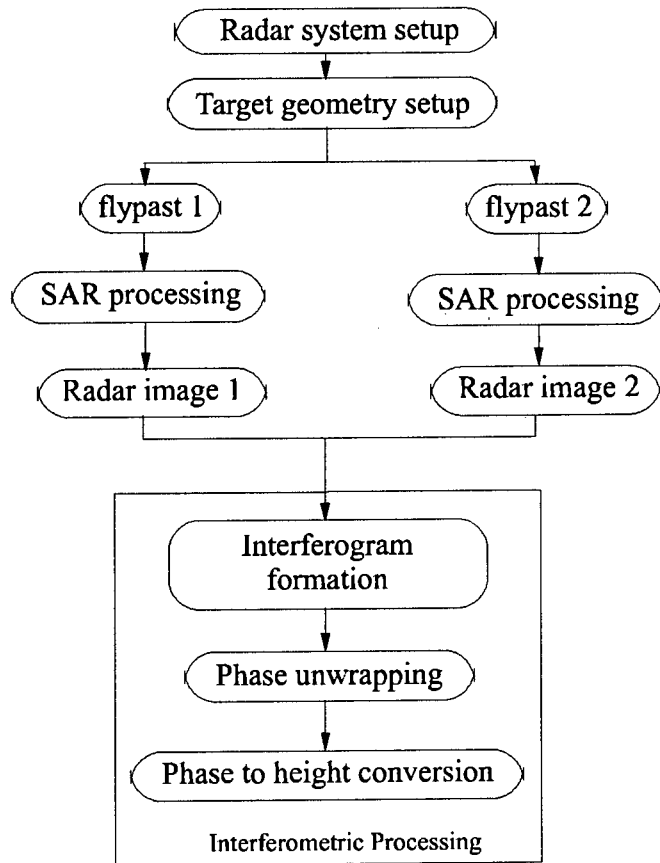 Radar system setup
Target geometry setup
flypast 1
flypast 2
SAR processing
SAR processing
Radar image 1
Radar image 2
Interferogram
formation
Phase unwrapping
Phase to height conversion
Interferometric Processing